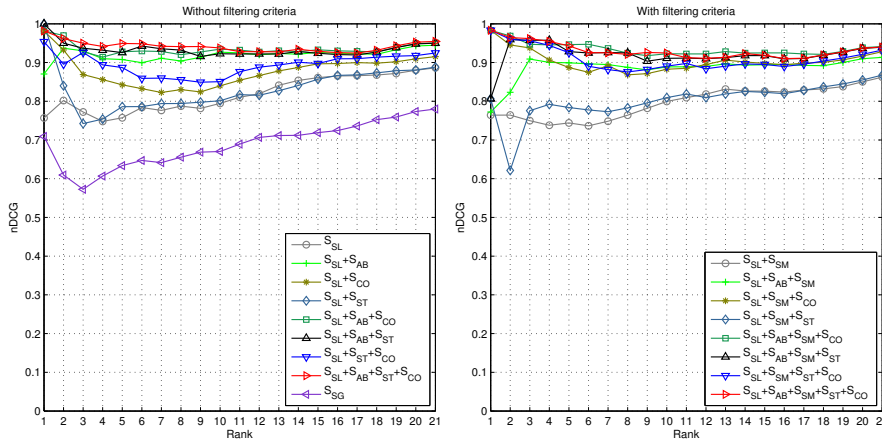 Without filtering criteria
1
0.9
0.8
0.7
0.6
0.5
0.4
0.3
0.2
0.1
0
nDCG
1 2 3 4 5 6 7 8 9 10 11 12 13 14 15 16 17 18 19 20 21
Rank
S_SL
S_SL+S_AB
S_SL+S_CO
S_SL+S_ST
S_SL+S_AB+S_CO
S_SL+S_AB+S_ST
S_SL+S_ST+S_CO
S_SL+S_AB+S_ST+S_CO
S_SG
With filtering criteria
1
0.9
0.8
0.7
0.6
0.5
0.4
0.3
0.2
0.1
0
nDCG
1 2 3 4 5 6 7 8 9 10 11 12 13 14 15 16 17 18 19 20 2
Rank
S_SL+S_SM
S_SL+S_AB+S_SM
S_SL+S_SM+S_CO
S_SL+S_SM+S_ST
S_SL+S_AB+S_SM+S_CO
S_SL+S_AB+S_SM+S_ST
S_SL+S_SM+S_ST+S_CO
S_SL+S_AB+S_SM+S_ST+S_CO